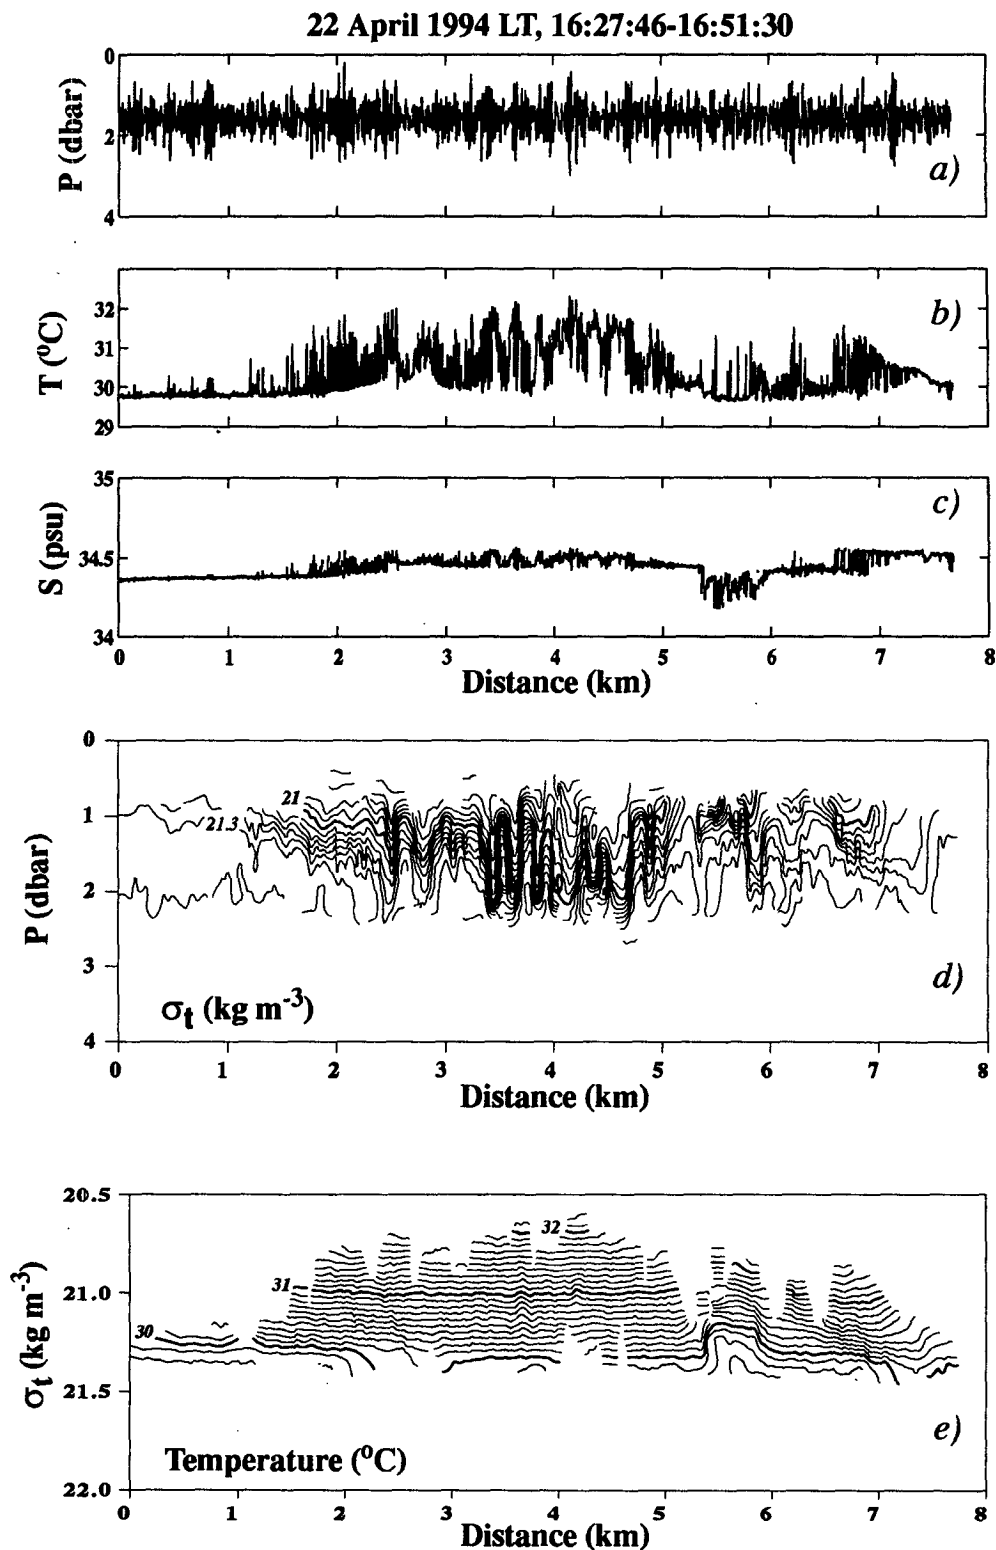 22 April 1994 LT, 16:27:46-16:51:30
0
2
4
P (dbar)
a)
32
31
30
29
T (ºC)
b)
35
34.5
34
S (psu)
c)
0 1 2 3 4 5 6 7 8
Distance (km)
0
1
2
3
4
P (dbar)
21
21.3
d)
σt (kg m-3)
0 1 2 3 4 5 6 7 8
Distance (km)
20.5
21.0
21.5
22.0
σt (kg m-3)
32
31
30
e)
Temperature (ºC)
0 1 2 3 4 5 6 7 8
Distance (km)